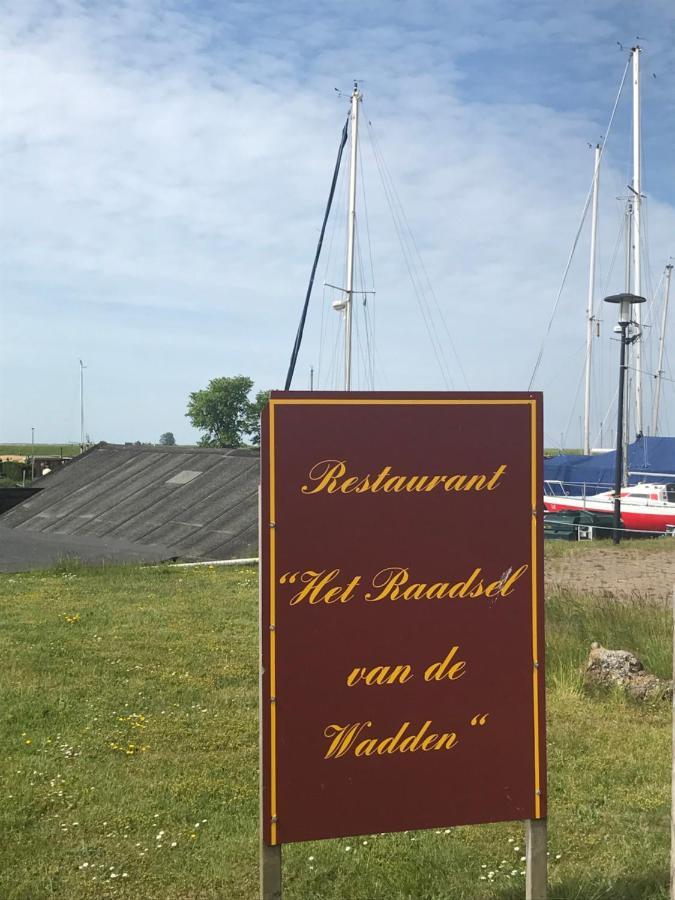 Restaurant
“Het Raadsel
van de
Wadden“